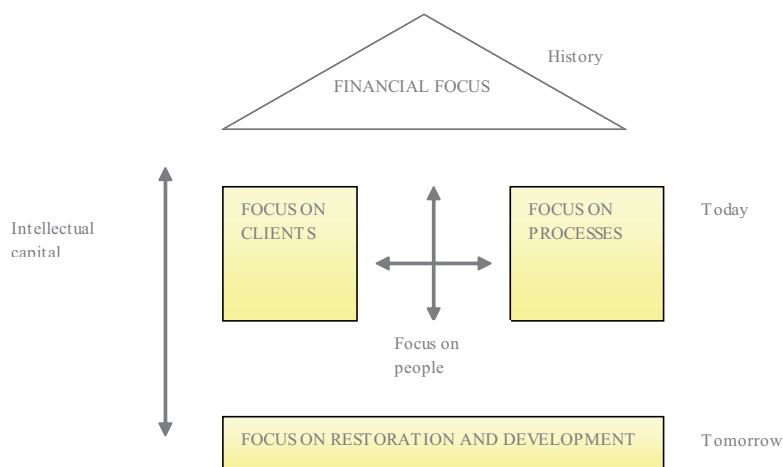 History
FINANCIAL FOCUS
FOCUS ON
CLIENTS
FOCUS ON
PROCESSES
Today
Intellectual
capital
Focus on
people
FOCUS ON RESTORATION AND DEVELOPMENT
Tomorrow